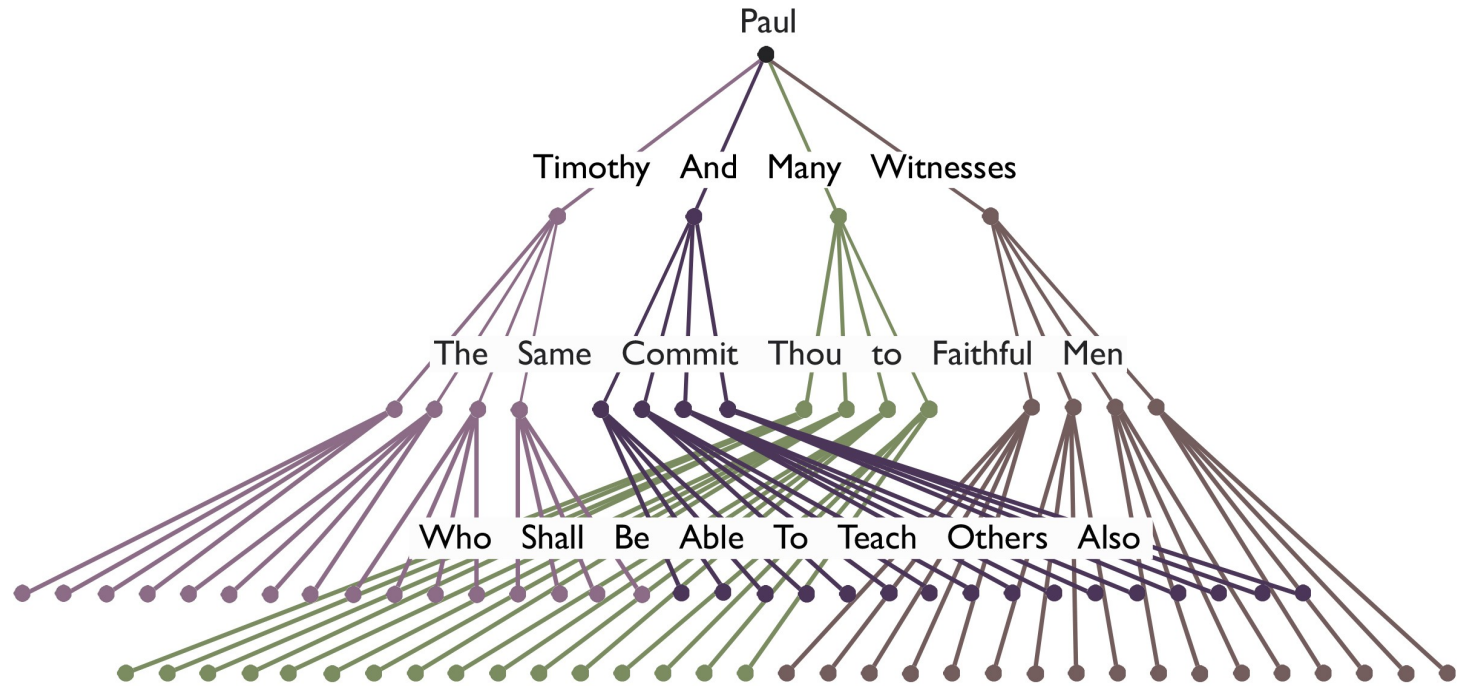 Paul
Timothy And Many Witnesses
The Same Commit Thou to Faithful Men
Who Shall Be Able To Teach Others Also